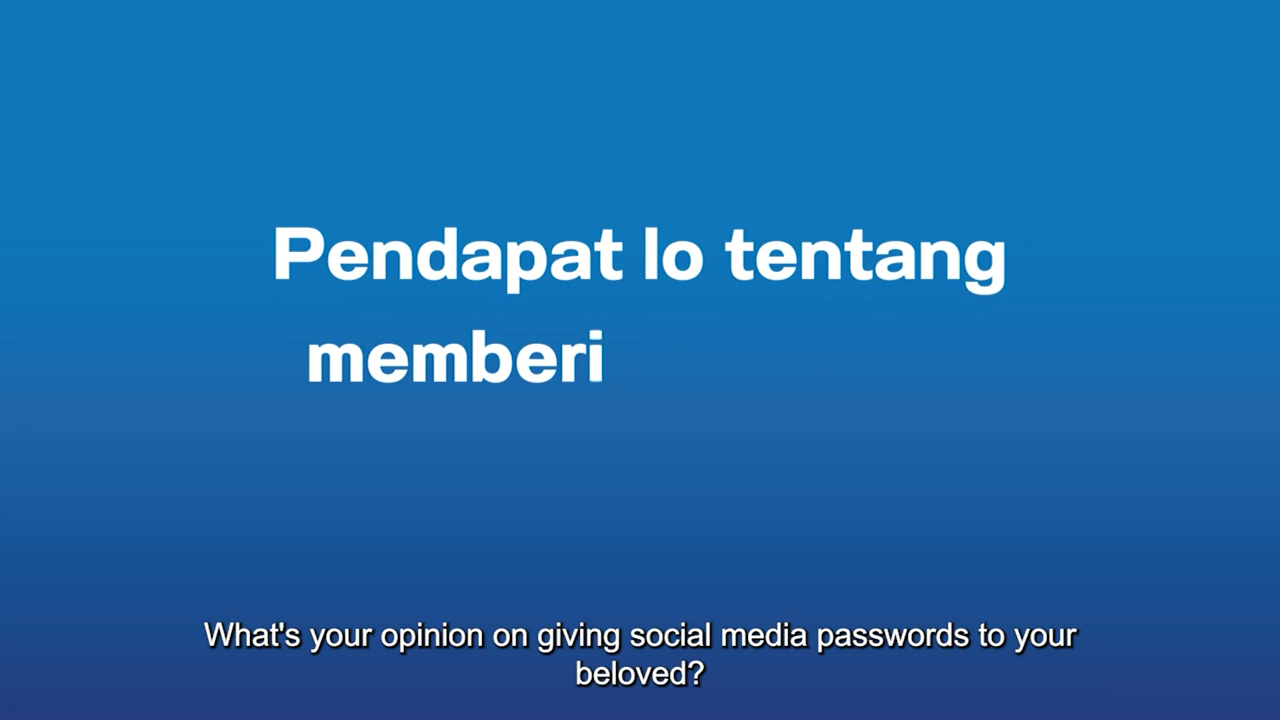 Pendapat lo tentang
memberi
What's your opinion on giving social media passwords to your
beloved?